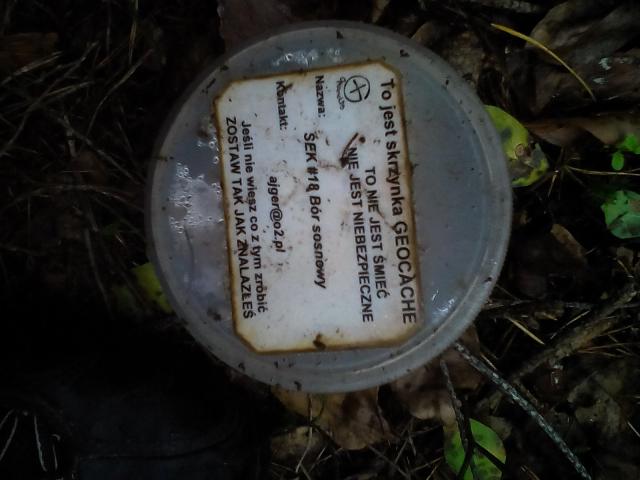 To jest skrzynka GEOCACHE
TO NIE JEST ŚMIEĆ
NIE JEST NIEBEZPIECZNE
Nazwa: SEK #18 Bór sosnowy
Kontakt: ajger@o2.pl
Jeśli nie wiesz co z tym zrobić
ZOSTAW TAK JAK ZNALAZŁEŚ